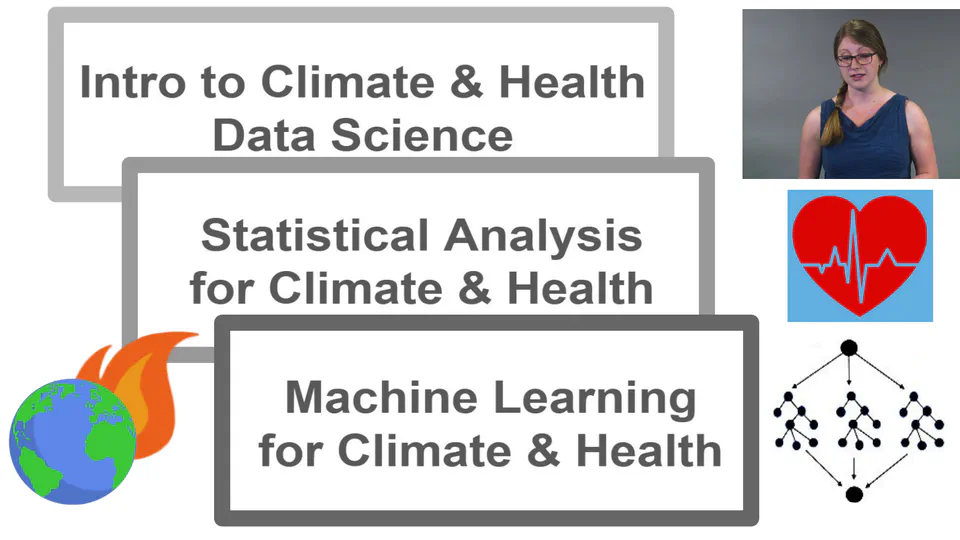 Intro to Climate & Health
Data Science
Statistical Analysis
for Climate & Health
Machine Learning
for Climate & Health